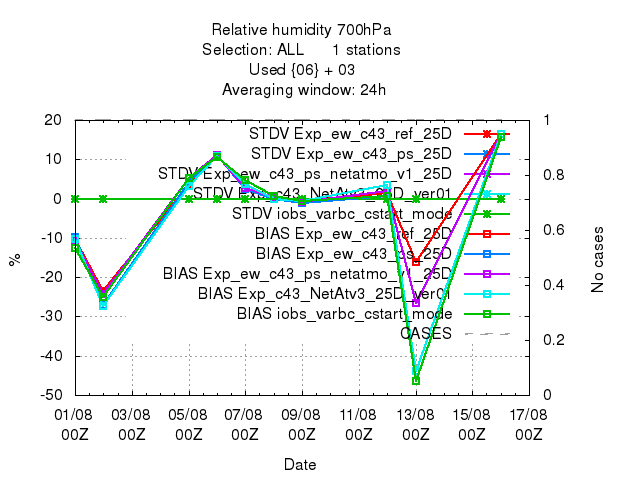 Relative humidity 700hPa
Selection: ALL 1 stations
Used {06} + 03
Averaging window: 24h
20
10
0
-10
-20
-30
-40
-50
%
1
0.8
0.6
0.4
0.2
0
No cases
STDV Exp_ew_c43_ref_25D
STDV Exp_ew_c43_ps_25D
STDV Exp_ew_c43_ps_netatmo_v1_25D
STDV Exp_c43_NetAtv3_25D_ver01
STDV iobs_varbc_cstart_mode
BIAS Exp_ew_c43_ref_25D
BIAS Exp_ew_c43_ps_25D
BIAS Exp_ew_c43_ps_netatmo_v1_25D
BIAS Exp_c43_NetAtv3_25D_ver01
BIAS iobs_varbc_cstart_mode
CASES
01/08 03/08 05/08 07/08 09/08 11/08 13/08 15/08 17/08
00Z 00Z 00Z 00Z 00Z 00Z 00Z 00Z 00Z
Date